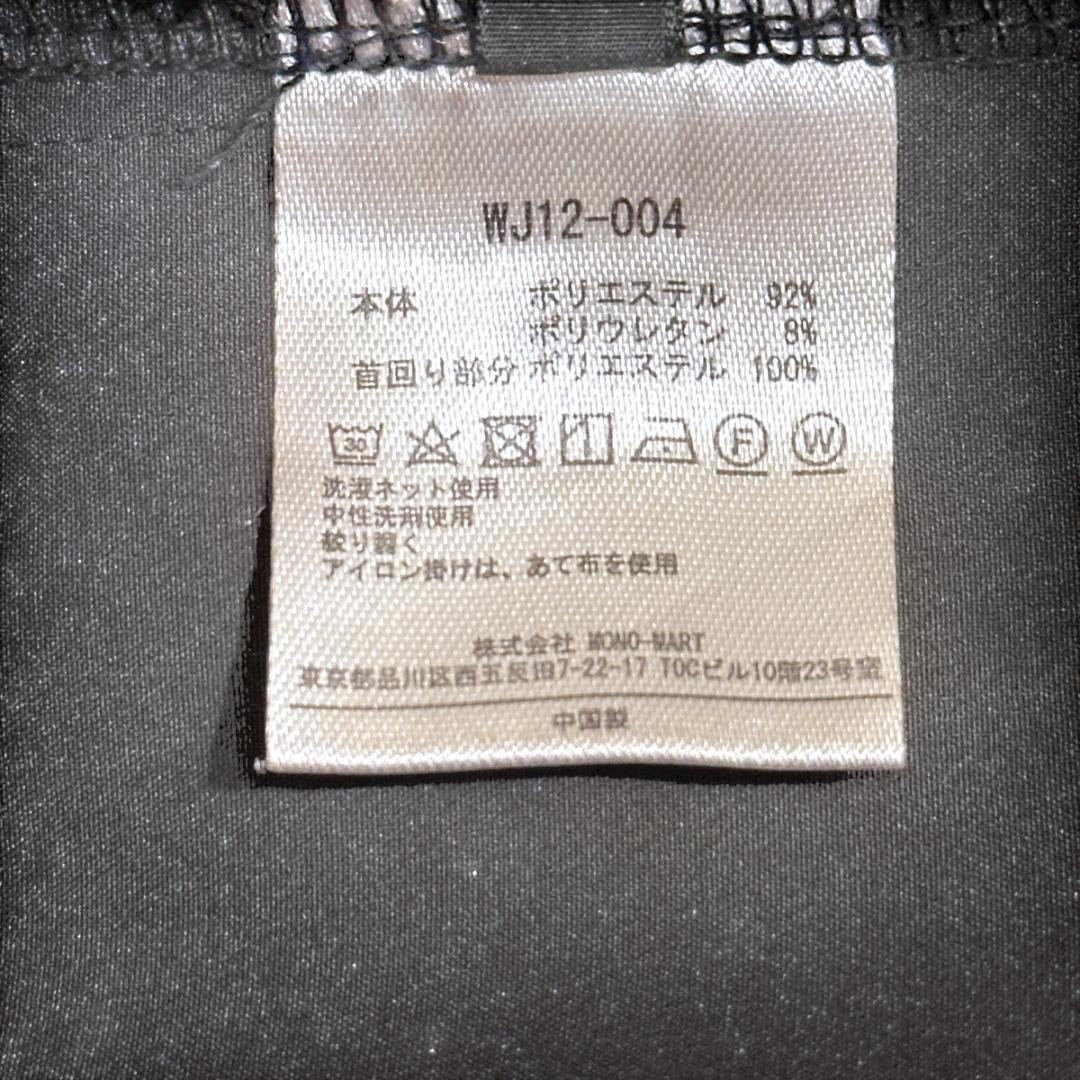 WJ12-004
本体 ポリエステル 92%
ポリウレタン 8%
首回り部分 ポリエステル 100%
30 F W
洗濯ネット使用
中性洗剤使用
絞り弱く
アイロン掛けは、あて布を使用
株式会社 MONO-MART
東京都品川区西五反田7-22-17 TOCビル10階23号室
中国製